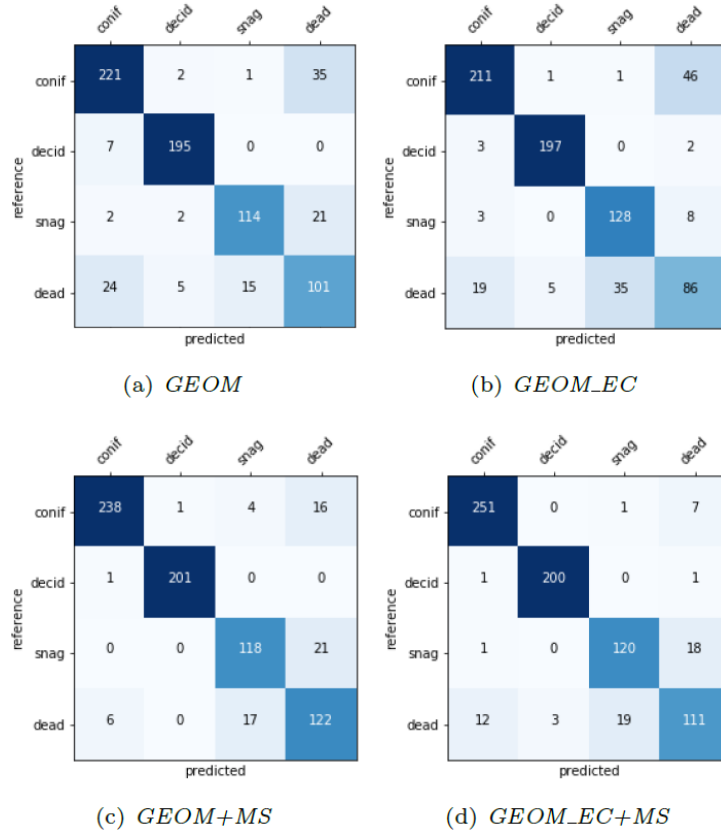 conif decid snag dead
conif 221 2 1 35
decid 7 195 0 0
snag 2 2 114 21
dead 24 5 15 101
reference
predicted
(a) GEOM
conif decid snag dead
conif 211 1 1 46
decid 3 197 0 2
snag 3 0 128 8
dead 19 5 35 86
reference
predicted
(b) GEOM_EC
conif decid snag dead
conif 238 1 4 16
decid 1 201 0 0
snag 0 0 118 21
dead 6 0 17 122
reference
predicted
(c) GEOM+MS
conif decid snag dead
conif 251 0 1 7
decid 1 200 0 1
snag 1 0 120 18
dead 12 3 19 111
reference
predicted
(d) GEOM_EC+MS